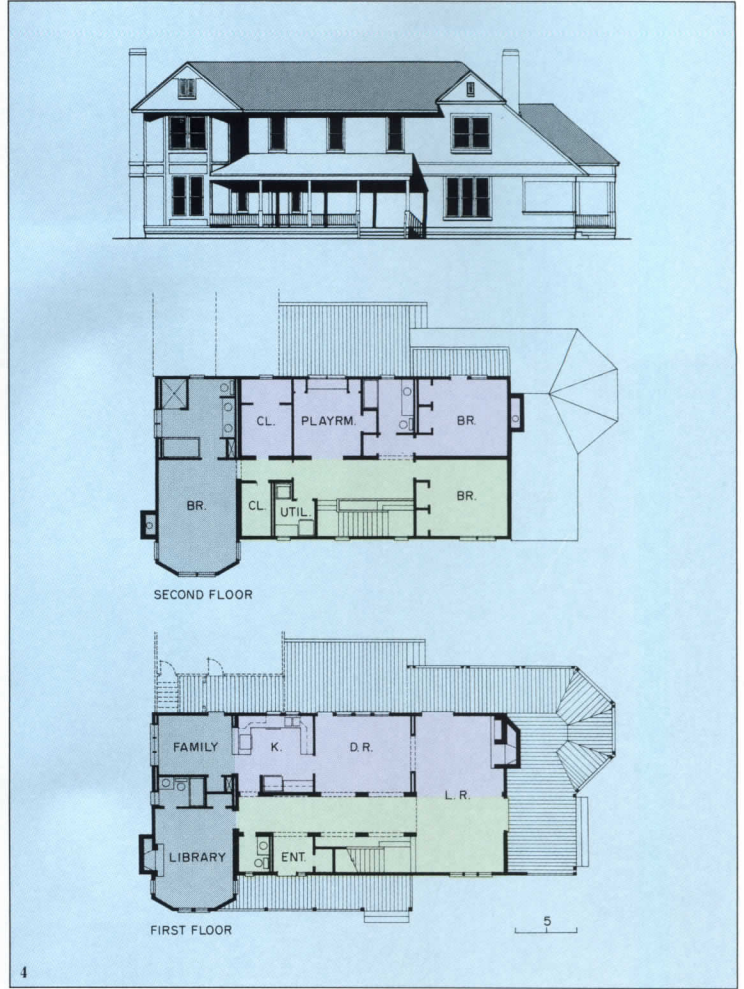 CL.
PLAYRM.
BR.
BR.
CL.
UTIL.
BR.
SECOND FLOOR
FAMILY
K.
D.R.
L.R.
LIBRARY
ENT.
FIRST FLOOR
5
4